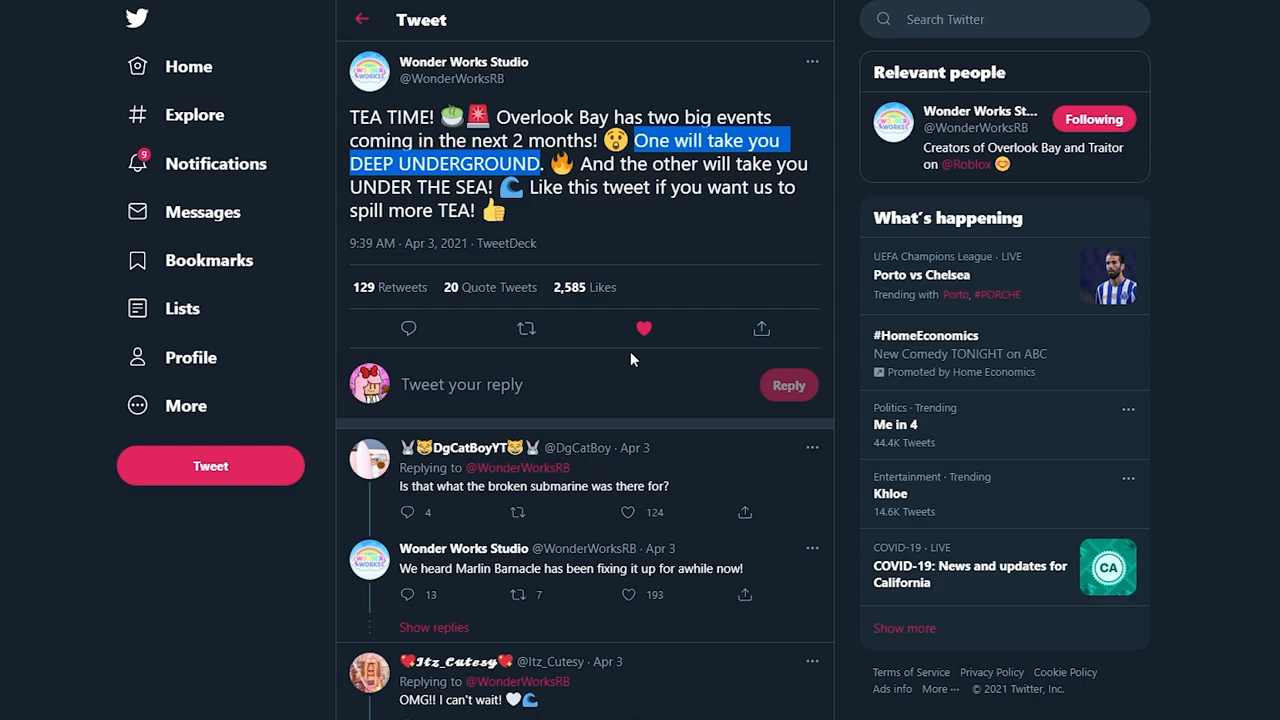 Home
Explore
9
Notifications
Messages
Bookmarks
Lists
Profile
More
Tweet
Tweet
Wonder Works Studio
@WonderWorksRB
TEA TIME! 🍵🚨 Overlook Bay has two big events
coming in the next 2 months! 😲 One will take you
DEEP UNDERGROUND. 🔥 And the other will take you
UNDER THE SEA! 🌊 Like this tweet if you want us to
spill more TEA! 👍
9:39 AM · Apr 3, 2021 · TweetDeck
129 Retweets 20 Quote Tweets 2,585 Likes
Tweet your reply
Reply
🐰😸DgCatBoyYT😸🐰 @DgCatBoy · Apr 3
Replying to @WonderWorksRB
Is that what the broken submarine was there for?
4 124
Wonder Works Studio @WonderWorksRB · Apr 3
We heard Marlin Barnacle has been fixing it up for awhile now!
13 7 193
Show replies
💖𝓘𝓽𝔃_𝓒𝓾𝓽𝓮𝓼𝔂💖 @Itz_Cutesy · Apr 3
Replying to @WonderWorksRB
OMG!! I can't wait! 🤍🌊
Search Twitter
Relevant people
Wonder Works St...
@WonderWorksRB
Following
Creators of Overlook Bay and Traitor
on @Roblox 😊
What's happening
UEFA Champions League · LIVE
Porto vs Chelsea
Trending with Porto, #PORCHE
#HomeEconomics
New Comedy TONIGHT on ABC
Promoted by Home Economics
Politics · Trending
Me in 4
44.4K Tweets
Entertainment · Trending
Khloe
14.6K Tweets
COVID-19 · LIVE
COVID-19: News and updates for
California
CA
Show more
Terms of Service Privacy Policy Cookie Policy
Ads info More ··· © 2021 Twitter, Inc.